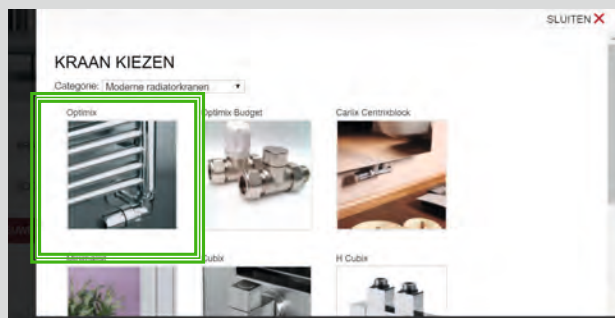 SLUITEN X
KRAAN KIEZEN
Categorie: Moderne radiatorkranen
Optimix
Optimix Budget
Carlix Centrixblock
Cubix
H Cubix